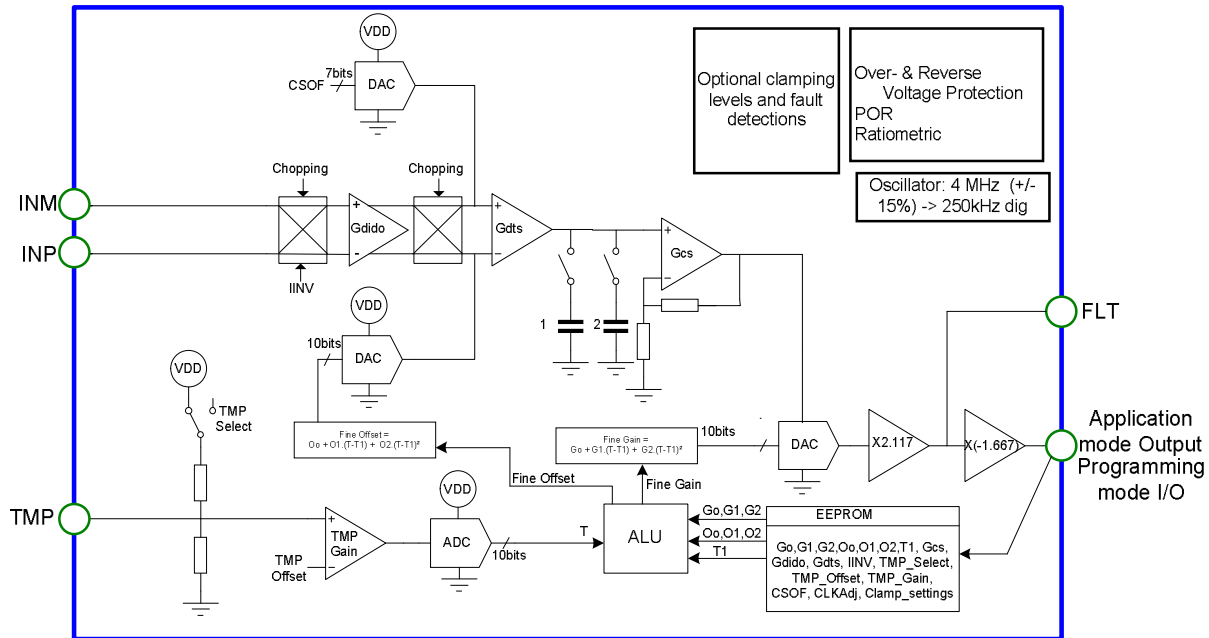 VDD
CSOF
7bits
DAC
Optional clamping
levels and fault
detections
Over- & Reverse
Voltage Protection
POR
Ratiometric
Oscillator: 4 MHz (+/-
15%) -> 250kHz dig
Chopping
Chopping
INM
INP
+
Gdido
-
IINV
+
Gdts
−
+
Gcs
−
1
2
VDD
10bits
DAC
FLT
VDD
TMP
Select
Fine Offset =
Oo + O1.(T-T1) + O2.(T-T1)²
Fine Gain =
Go + G1.(T-T1) + G2.(T-T1)²
10bits
DAC
X2.117
X(-1.667)
Application
mode Output
Programming
mode I/O
Fine Offset
Fine Gain
TMP
+
TMP
Gain
−
TMP
Offset
VDD
ADC
10bits
T
ALU
Go,G1,G2
Oo,O1,O2
T1
EEPROM
Go,G1,G2,Oo,O1,O2,T1, Gcs,
Gdido, Gdts, IINV, TMP_Select,
TMP_Offset, TMP_Gain,
CSOF, CLKAdj, Clamp_settings